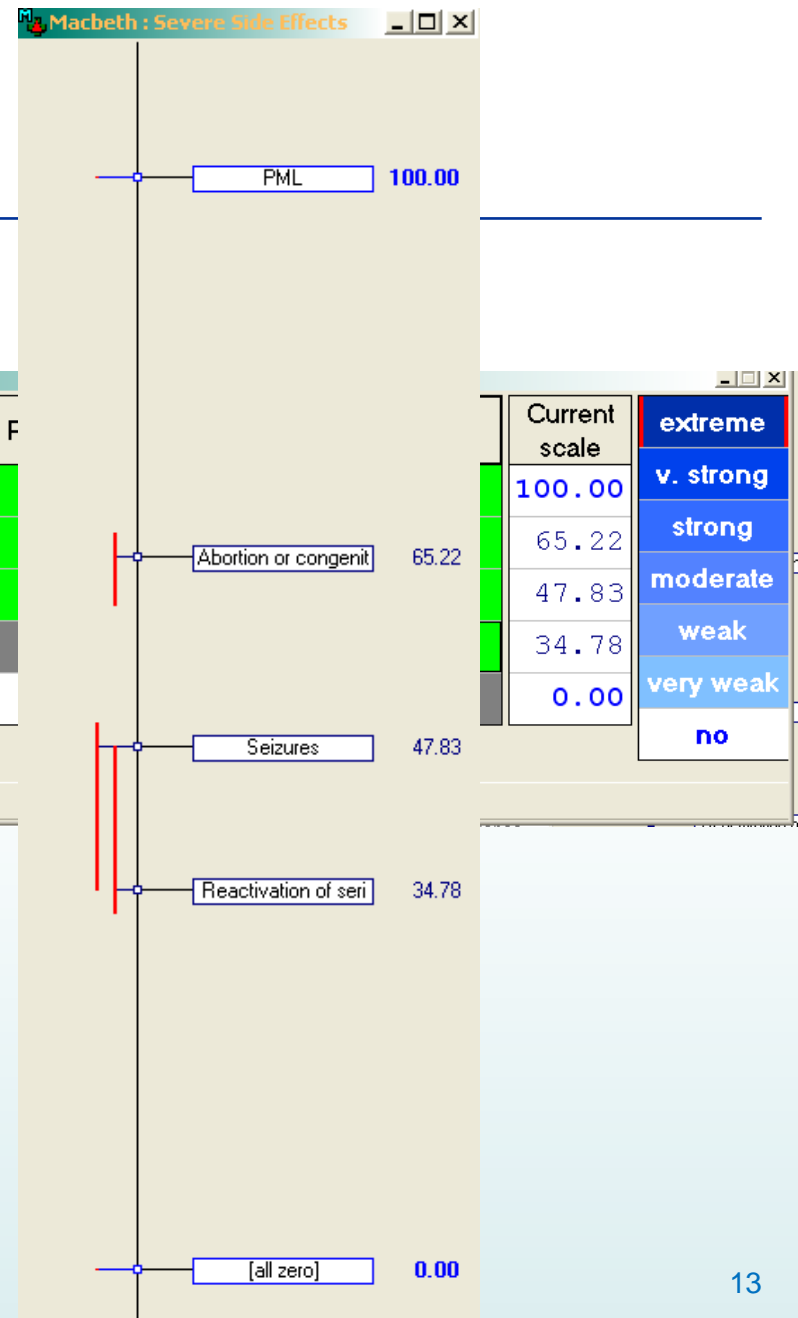 Macbeth : Severe Side Effects
PML 100.00
Abortion or congenit 65.22
Seizures 47.83
Reactivation of seri 34.78
[all zero] 0.00
Current
scale
100.00
65.22
47.83
34.78
0.00
extreme
v. strong
strong
moderate
weak
very weak
no
13